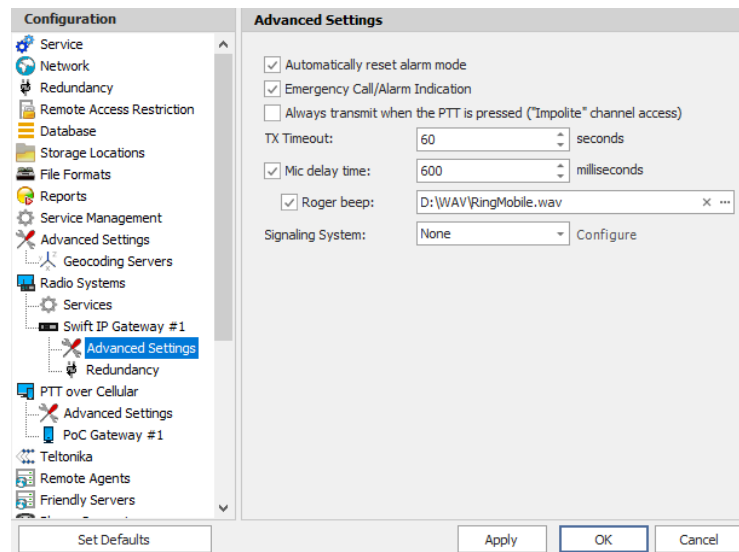 Configuration
Service
Network
Redundancy
Remote Access Restriction
Database
Storage Locations
File Formats
Reports
Service Management
Advanced Settings
Geocoding Servers
Radio Systems
Services
Swift IP Gateway #1
Advanced Settings
Redundancy
PTT over Cellular
Advanced Settings
PoC Gateway #1
Teltonika
Remote Agents
Friendly Servers
Set Defaults
Advanced Settings
Automatically reset alarm mode
Emergency Call/Alarm Indication
Always transmit when the PTT is pressed ("Impolite" channel access)
TX Timeout: 60 seconds
Mic delay time: 600 milliseconds
Roger beep: D:\WAV\RingMobile.wav
Signaling System: None Configure
Apply OK Cancel